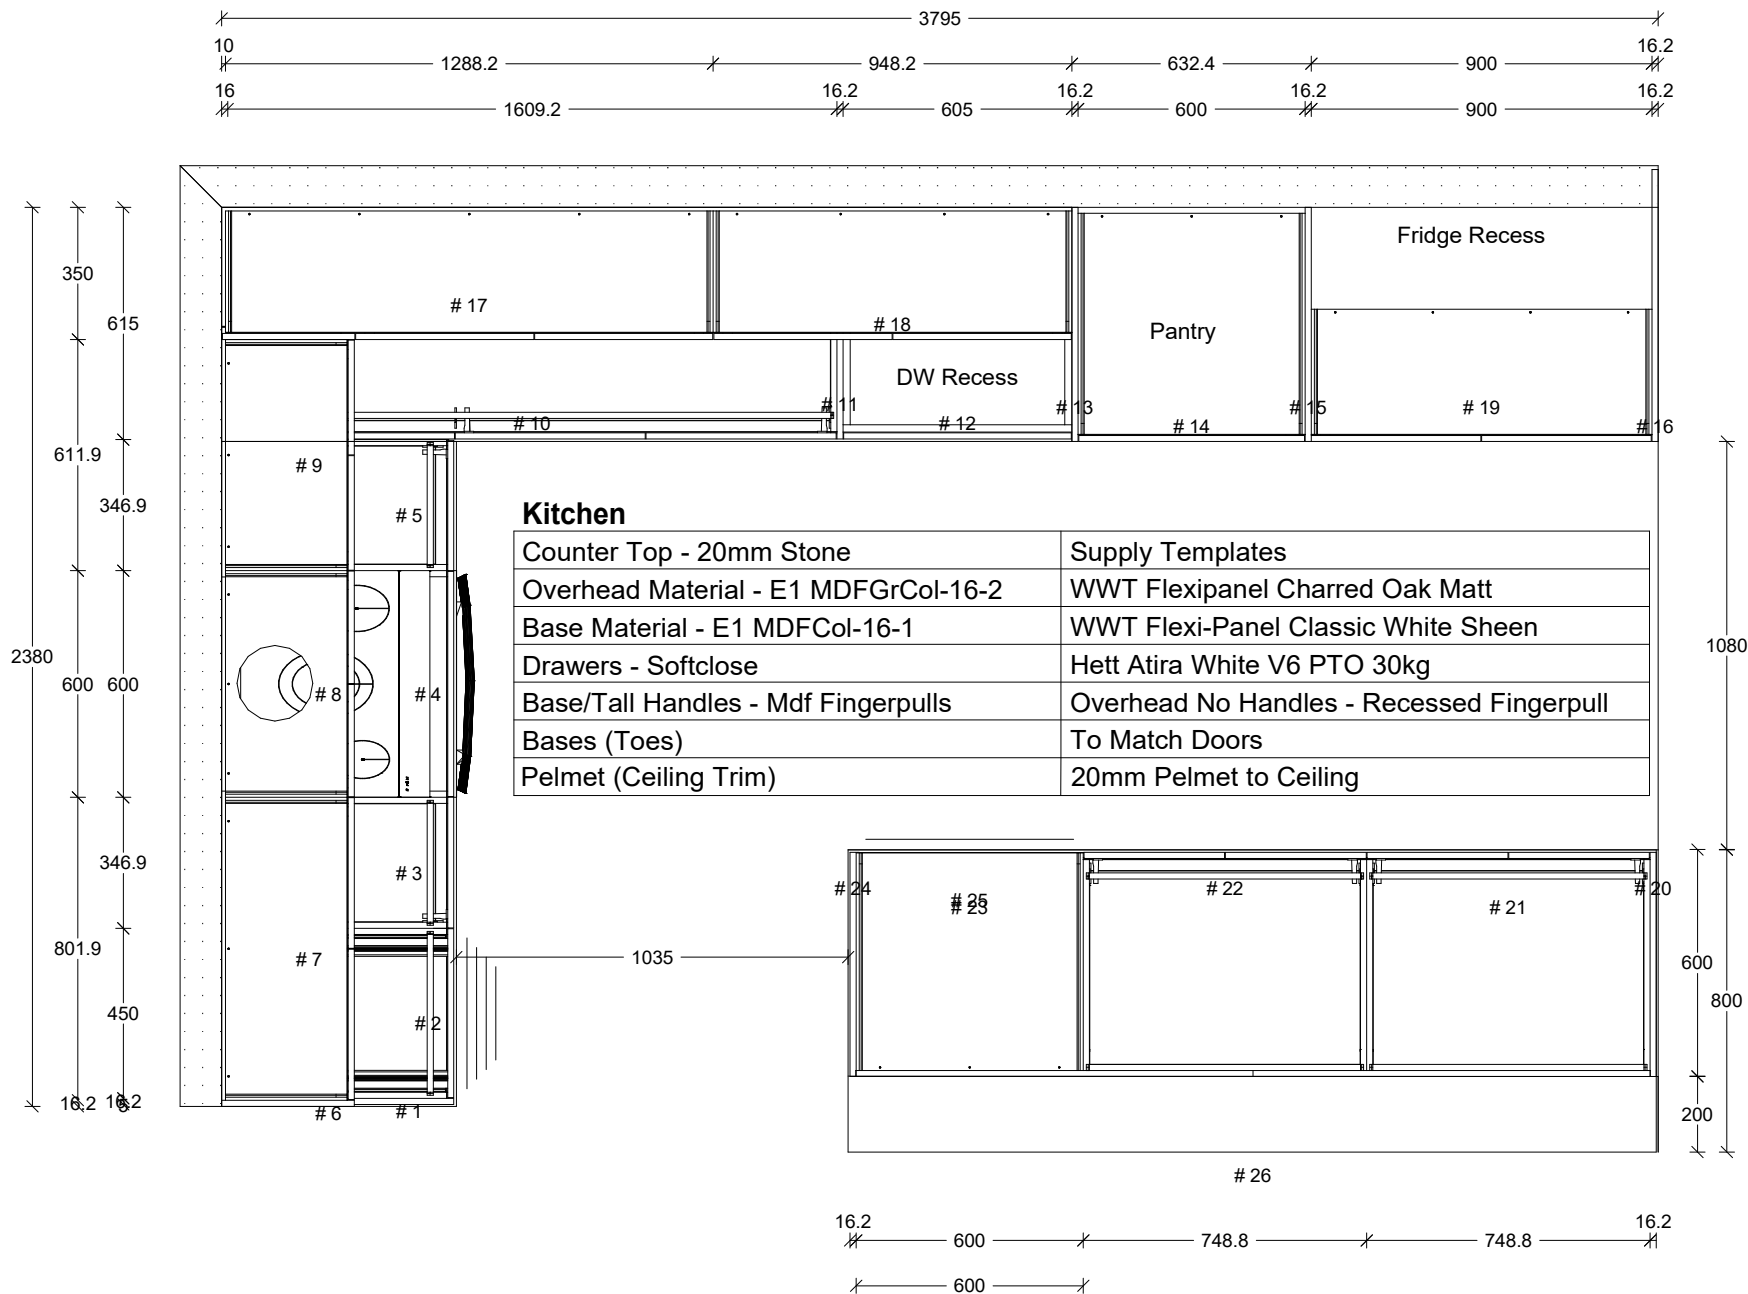 3795
10 1288.2 948.2 632.4 900 16.2
16 1609.2 16.2 605 16.2 600 16.2 900 16.2
Fridge Recess
350
# 17
615
# 18
Pantry
DW Recess
# 10 # 11 # 12 # 13 # 14 # 15 # 19 # 16
611.9
# 9
346.9
# 5
Kitchen
Counter Top - 20mm Stone Supply Templates
Overhead Material - E1 MDFGrCol-16-2 WWT Flexipanel Charred Oak Matt
Base Material - E1 MDFCol-16-1 WWT Flexi-Panel Classic White Sheen
Drawers - Softclose Hett Atira White V6 PTO 30kg
Base/Tall Handles - Mdf Fingerpulls Overhead No Handles - Recessed Fingerpull
Bases (Toes) To Match Doors
Pelmet (Ceiling Trim) 20mm Pelmet to Ceiling
2380
600 600
# 8 # 4
1080
346.9
# 3
# 24 # 25 # 23 # 22 # 21 # 20
801.9
# 7
1035
600
800
450
# 2
16.2 16.2
# 6 # 1
200
# 26
16.2 600 748.8 748.8 16.2
600